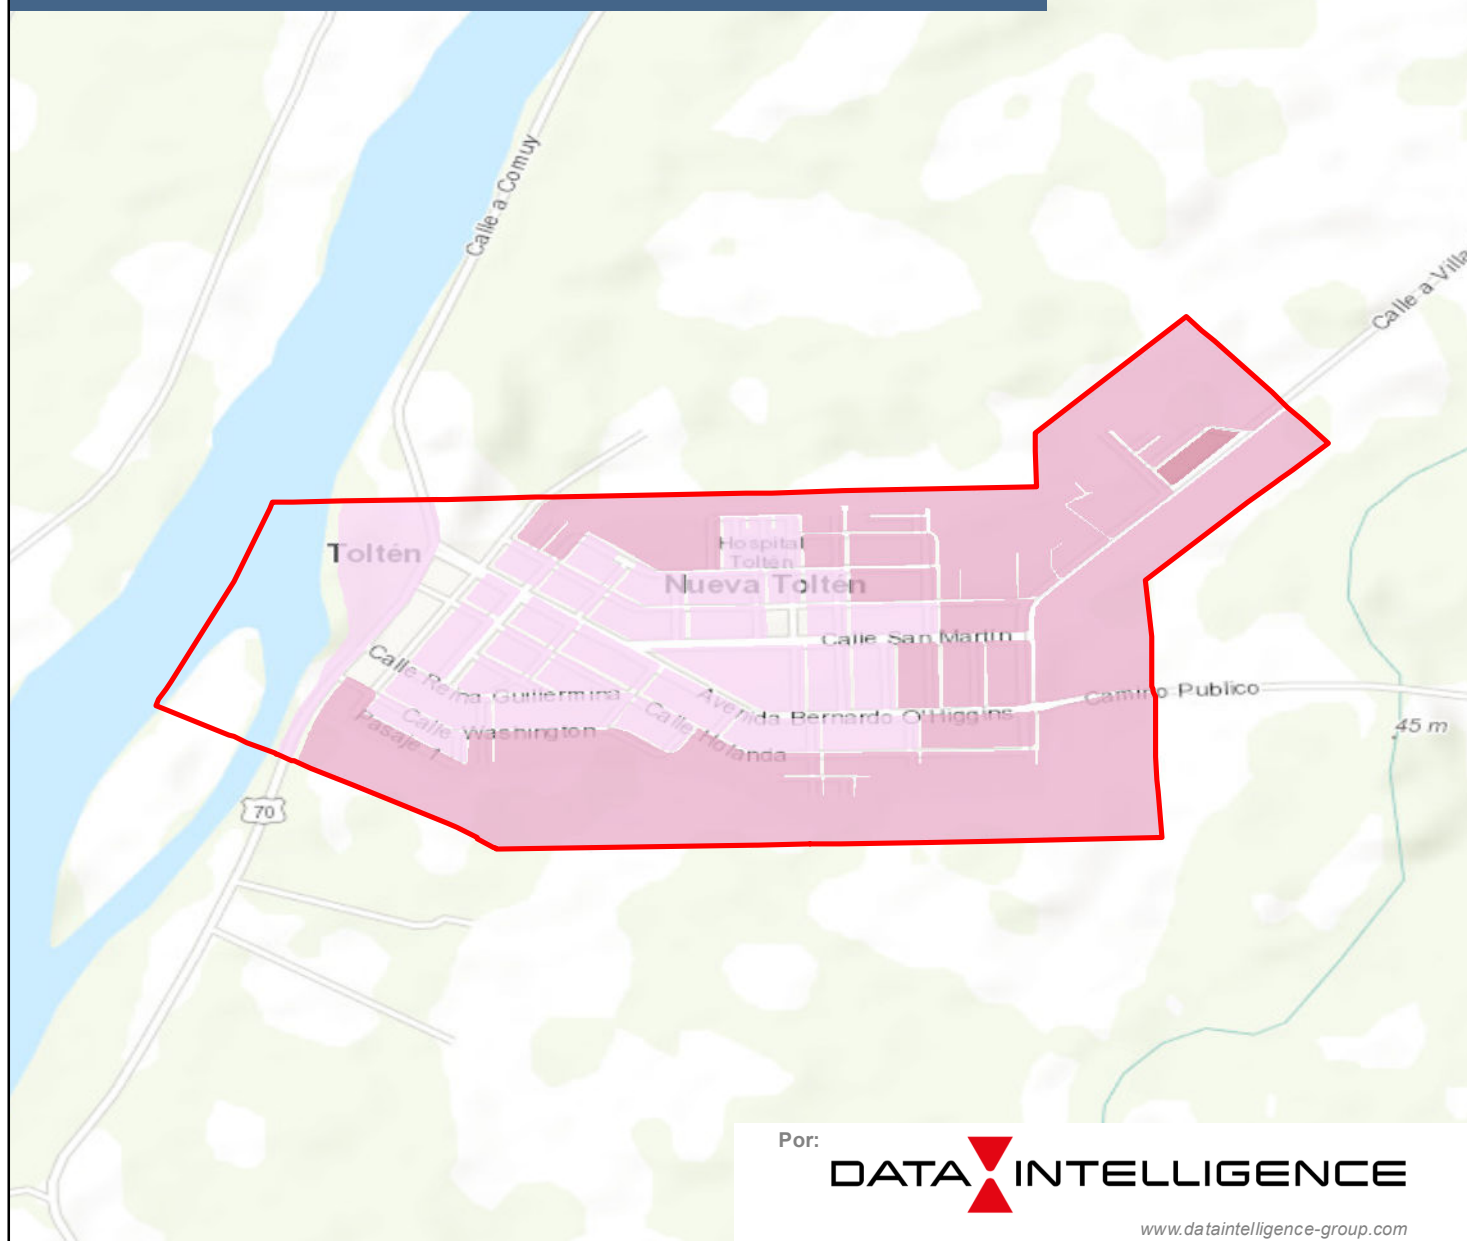 Calle a Comuy
Calle a Villa
Toltén
Hospital
Toltén
Nueva Toltén
Calle San Martín
Calle Reina Guillermina
Camino Publico
Avenida Bernardo O'Higgins
Calle Washington
Calle Holanda
Pasaje 1
45 m
70
Por:
DATA INTELLIGENCE
www.dataintelligence-group.com